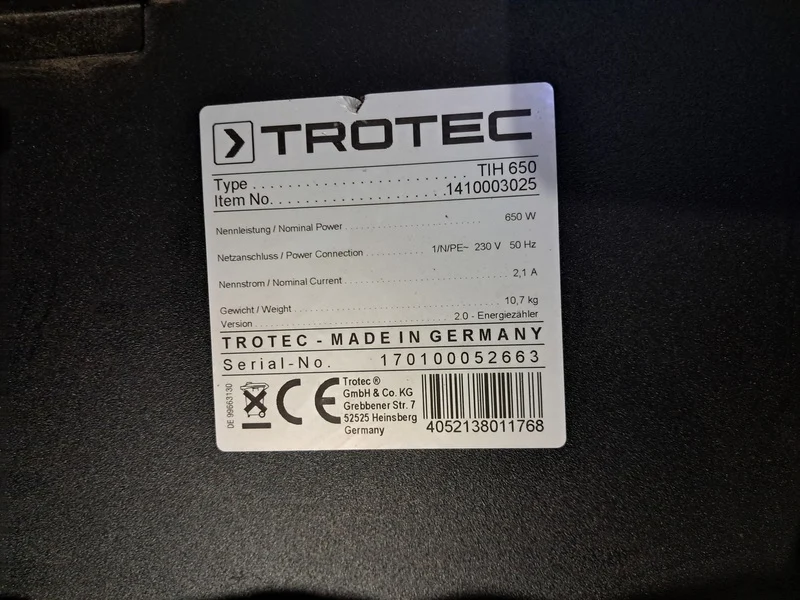 TROTEC
Type . . . . . . . . . . . . . . . . . . . . . . . . TIH 650
Item No. . . . . . . . . . . . . . . . . . . . 1410003025
Nennleistung / Nominal Power . . . . . . . . . . . . . . . . . . . . 650 W
Netzanschluss / Power Connection . . . . . . . . . . 1/N/PE~ 230 V 50 Hz
Nennstrom / Nominal Current . . . . . . . . . . . . . . . . . . . . . . 2,1 A
Gewicht / Weight . . . . . . . . . . . . . . . . . . . . . . . . . . . . 10,7 kg
Version . . . . . . . . . . . . . . . . . . . . . . . . 2.0 - Energiezähler
TROTEC - MADE IN GERMANY
Serial-No. 170100052663
DE 99663130
CE
Trotec ®
GmbH & Co. KG
Grebbener Str. 7
52525 Heinsberg
Germany
4052138011768